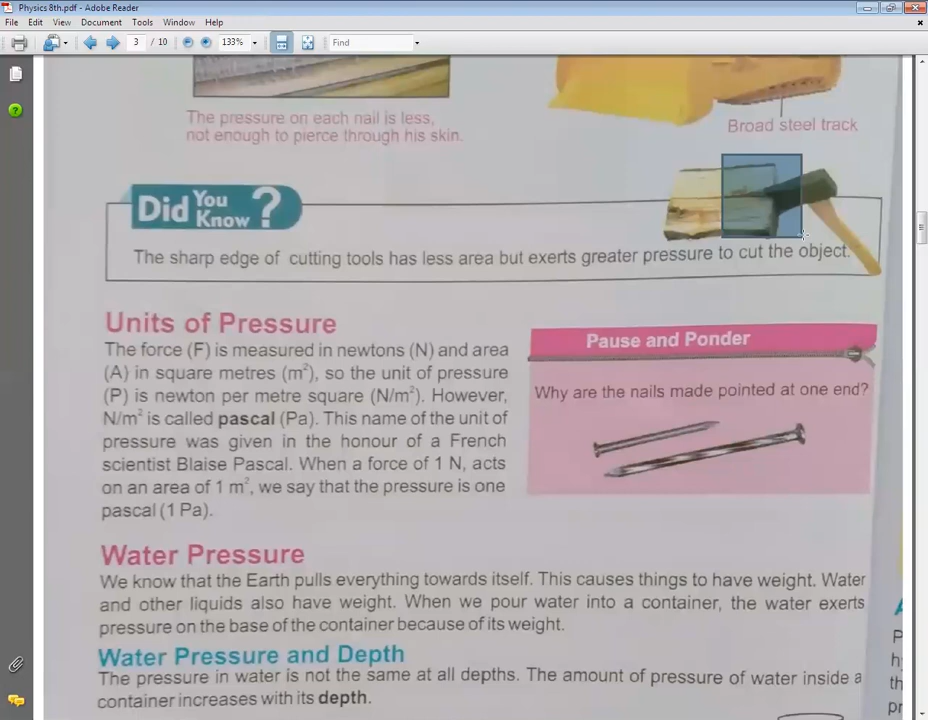 Physics 8th.pdf - Adobe Reader
File Edit View Document Tools Window Help
3 / 10 133% Find
The pressure on each nail is less,
not enough to pierce through his skin.
Broad steel track
Did You Know ?
The sharp edge of cutting tools has less area but exerts greater pressure to cut the object.
Units of Pressure
The force (F) is measured in newtons (N) and area
(A) in square metres (m²), so the unit of pressure
(P) is newton per metre square (N/m²). However,
N/m² is called pascal (Pa). This name of the unit of
pressure was given in the honour of a French
scientist Blaise Pascal. When a force of 1 N, acts
on an area of 1 m², we say that the pressure is one
pascal (1 Pa).
Pause and Ponder
Why are the nails made pointed at one end?
Water Pressure
We know that the Earth pulls everything towards itself. This causes things to have weight. Water
and other liquids also have weight. When we pour water into a container, the water exerts
pressure on the base of the container because of its weight.
Water Pressure and Depth
The pressure in water is not the same at all depths. The amount of pressure of water inside a
container increases with its depth.